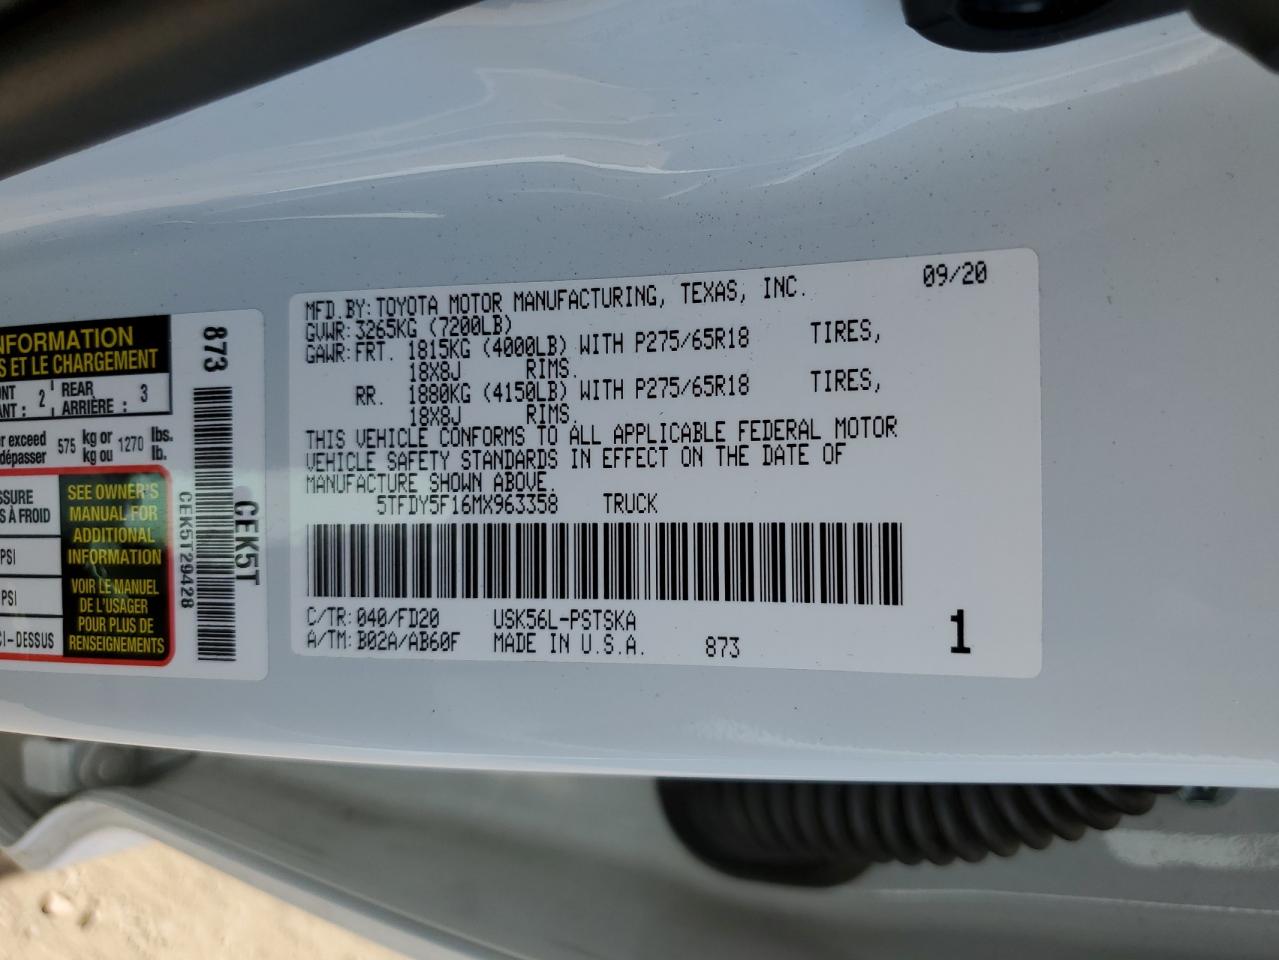 NFORMATION
S ET LE CHARGEMENT
NT : 2 REAR 3
ANT : ARRIÈRE :
r exceed 575 kg or 1270 lbs.
dépasser kg ou lb.
SSURE
S À FROID
PSI
PSI
CI-DESSUS
SEE OWNER'S
MANUAL FOR
ADDITIONAL
INFORMATION
VOIR LE MANUEL
DE L'USAGER
POUR PLUS DE
RENSEIGNEMENTS
873
CEK5T29428
CEK5T
MFD.BY:TOYOTA MOTOR MANUFACTURING, TEXAS, INC. 09/20
GVWR:3265KG (7200LB)
GAWR:FRT. 1815KG (4000LB) WITH P275/65R18 TIRES,
18X8J RIMS.
RR. 1880KG (4150LB) WITH P275/65R18 TIRES,
18X8J RIMS.
THIS VEHICLE CONFORMS TO ALL APPLICABLE FEDERAL MOTOR
VEHICLE SAFETY STANDARDS IN EFFECT ON THE DATE OF
MANUFACTURE SHOWN ABOVE.
5TFDY5F16MX963358 TRUCK
C/TR:040/FD20 USK56L-PSTSKA
A/TM:B02A/AB60F MADE IN U.S.A. 873 1